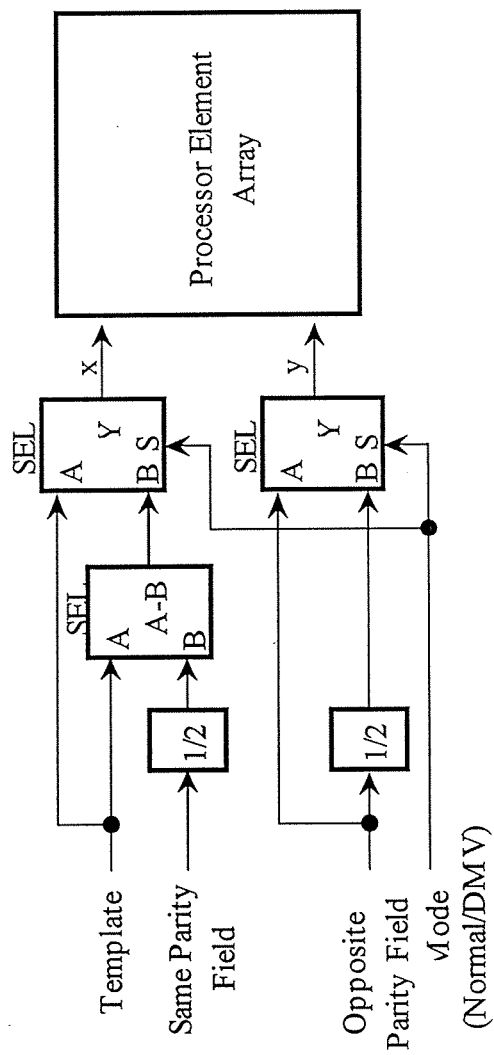 Template
Same Parity
Field
Opposite
Parity Field
Mode
(Normal/DMV)
1/2
1/2
SEL
A
A-B
B
SEL
A
Y
B S
SEL
A
Y
B S
x
y
Processor Element
Array